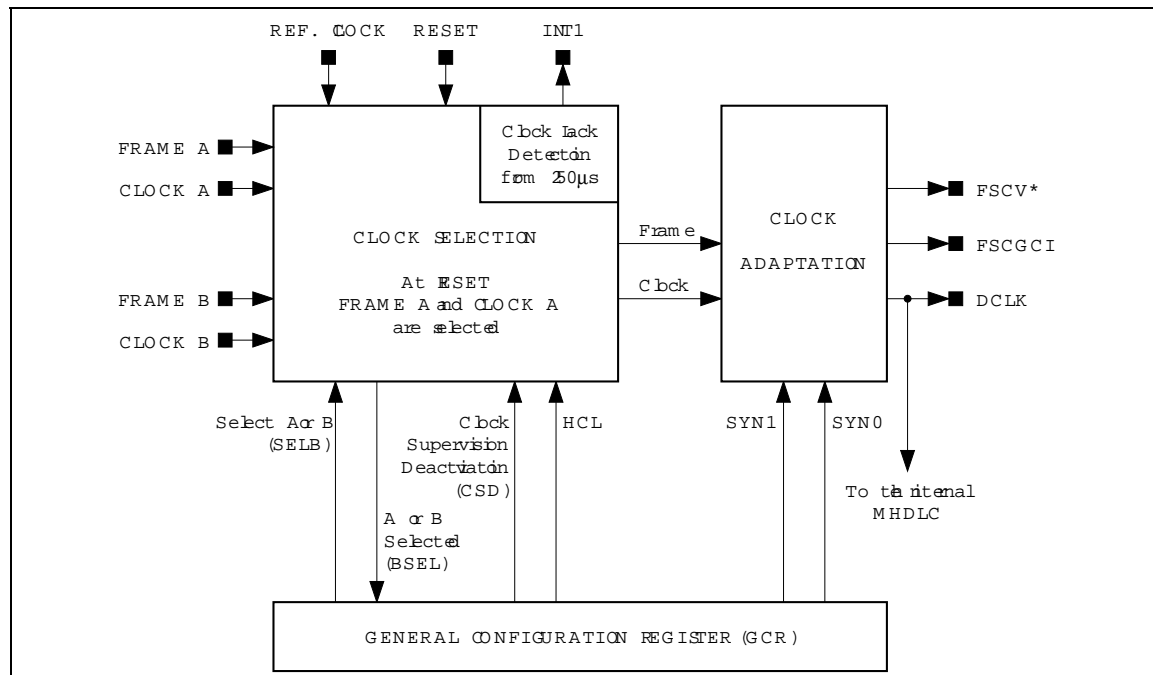 REF. CLOCK
RESET
INT1
Clock Lack
Detection
from 250µs
FRAME A
CLOCK A
FRAME B
CLOCK B
CLOCK SELECTION
At RESET
FRAME A and CLOCK A
are selected
Frame
Clock
CLOCK
ADAPTATION
FSCV*
FSCGCI
DCLK
Select A or B
(SELB)
A or B
Selected
(BSEL)
Clock
Supervision
Deactivation
(CSD)
HCL
SYN1
SYN0
To the internal
MHDLC
GENERAL CONFIGURATION REGISTER (GCR)